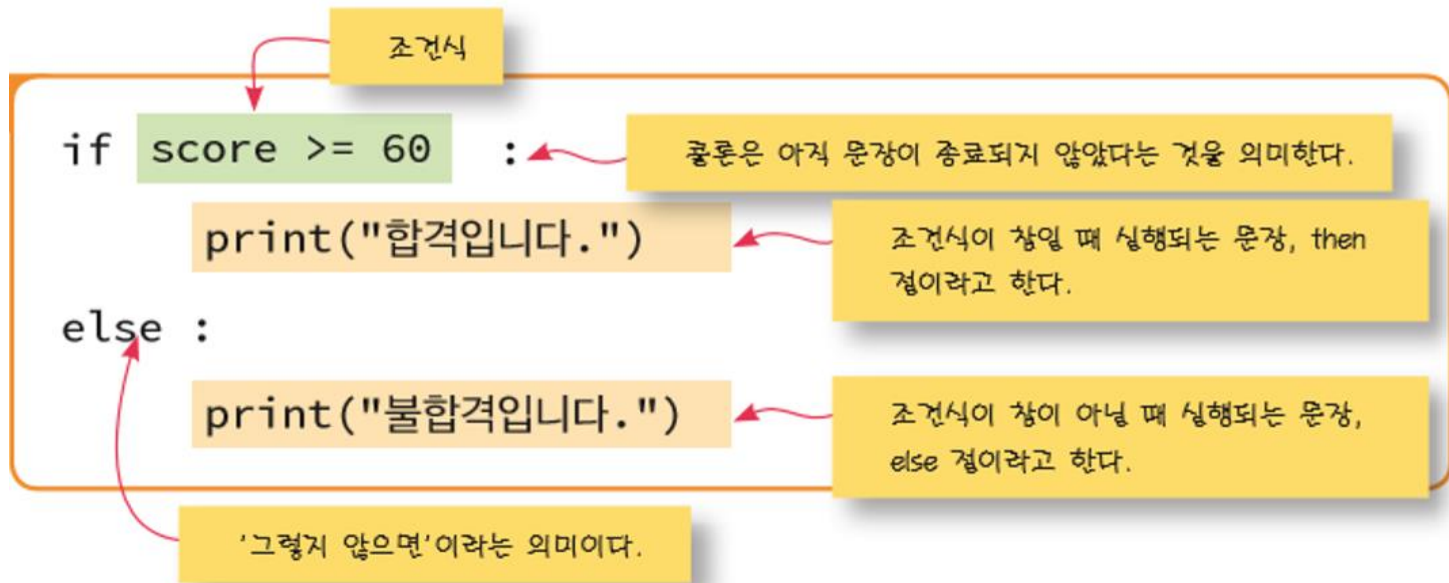 조건식
if score >= 60 :
콜론은 아직 문장이 종료되지 않았다는 것을 의미한다.
print("합격입니다.")
조건식이 참일 때 실행되는 문장, then
절이라고 한다.
else :
print("불합격입니다.")
조건식이 참이 아닐 때 실행되는 문장,
else 절이라고 한다.
'그렇지 않으면'이라는 의미이다.